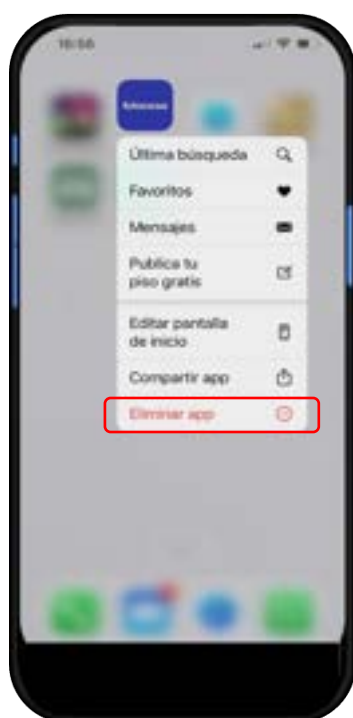 16:56
Última búsqueda
Favoritos
Mensajes
Publica tu
piso gratis
Editar pantalla
de inicio
Compartir app
Eliminar app